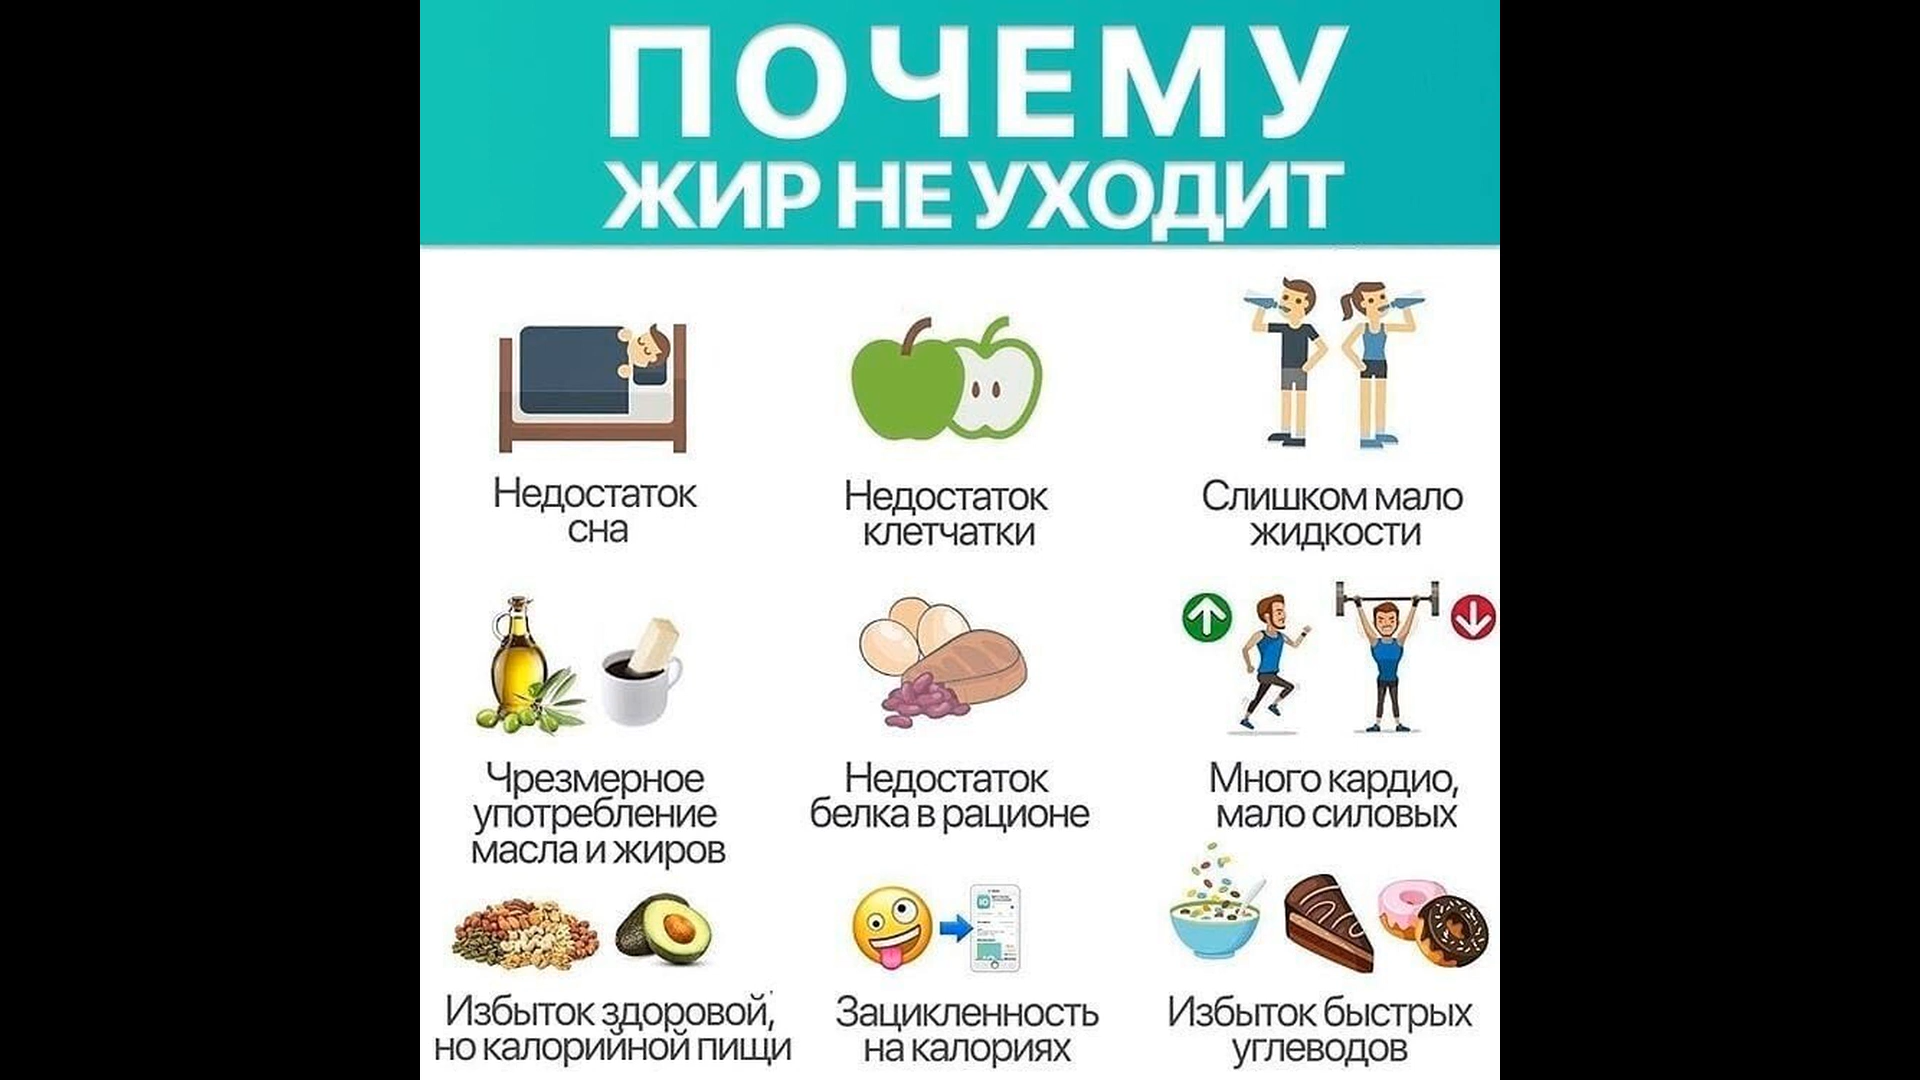 ПОЧЕМУ
ЖИР НЕ УХОДИТ
Недостаток
сна
Недостаток
клетчатки
Слишком мало
жидкости
Чрезмерное
употребление
масла и жиров
Недостаток
белка в рационе
Много кардио,
мало силовых
Избыток здоровой,
но калорийной пищи
Зацикленность
на калориях
Избыток быстрых
углеводов